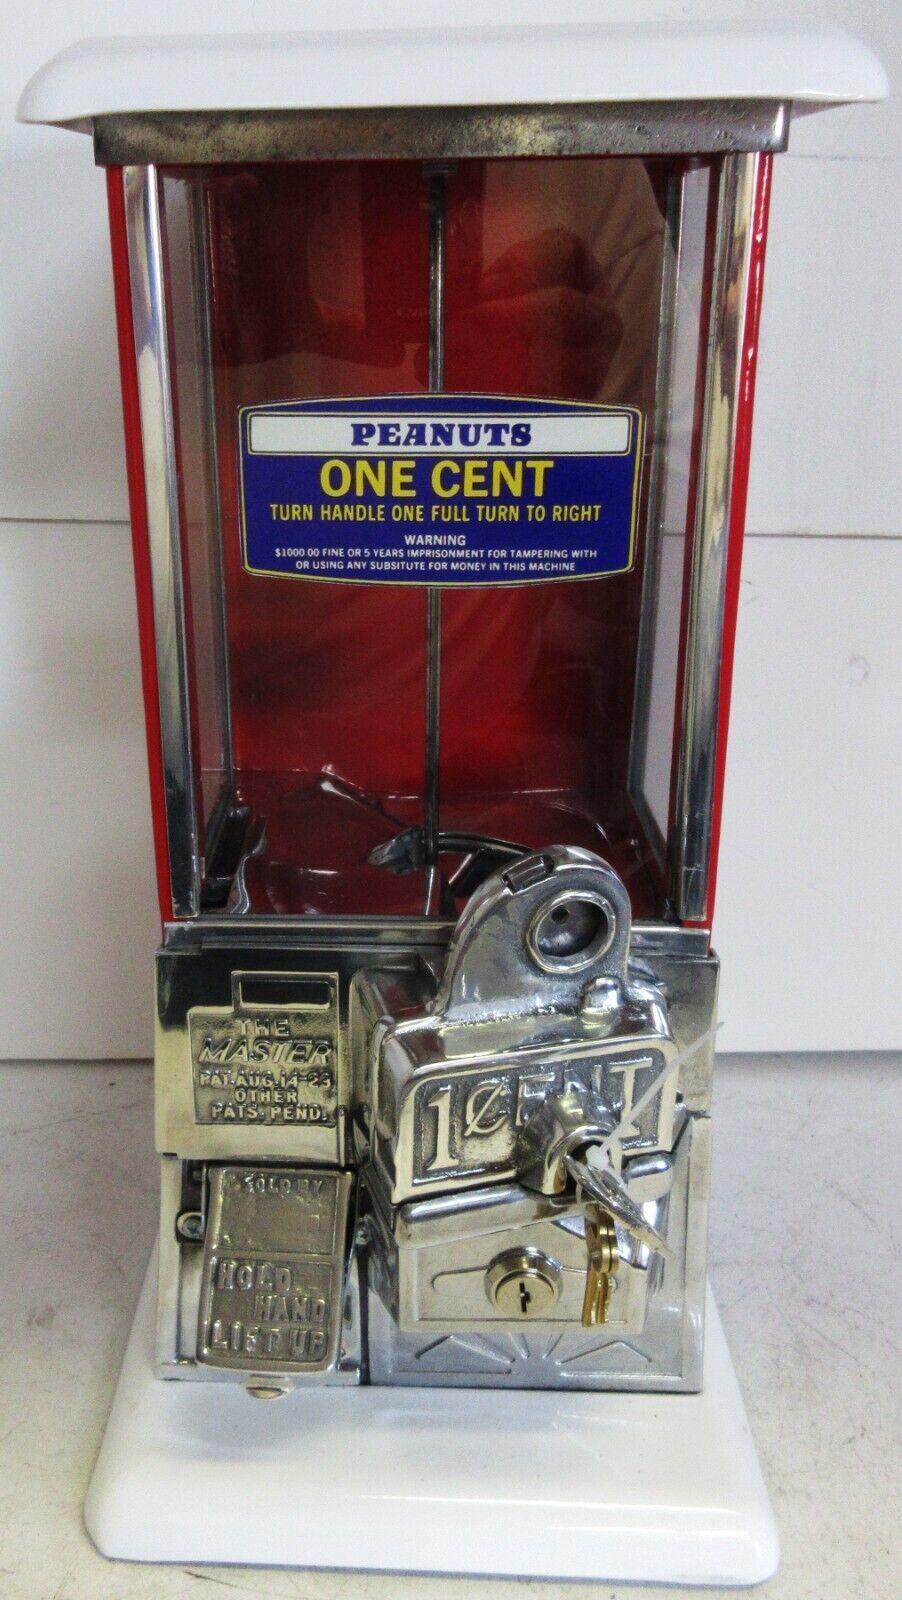 PEANUTS
ONE CENT
TURN HANDLE ONE FULL TURN TO RIGHT
WARNING
$1000.00 FINE OR 5 YEARS IMPRISONMENT FOR TAMPERING WITH
OR USING ANY SUBSITUTE FOR MONEY IN THIS MACHINE
THE
MASTER
PAT. AUG. 14-23
OTHER
PATS. PEND.
1¢ CENT 1
SOLD BY
HOLD
HAND
LIFT UP